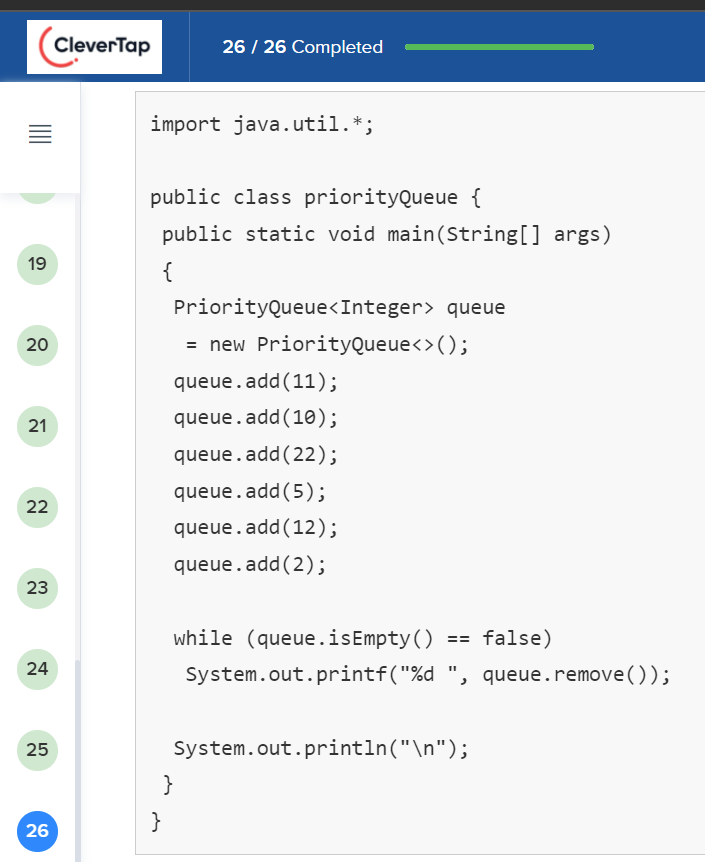 CleverTap
26 / 26 Completed
import java.util.*;
public class priorityQueue {
public static void main(String[] args)
{
PriorityQueue<Integer> queue
= new PriorityQueue<>();
queue.add(11);
queue.add(10);
queue.add(22);
queue.add(5);
queue.add(12);
queue.add(2);
while (queue.isEmpty() == false)
System.out.printf("%d ", queue.remove());
System.out.println("\n");
}
}
19
20
21
22
23
24
25
26